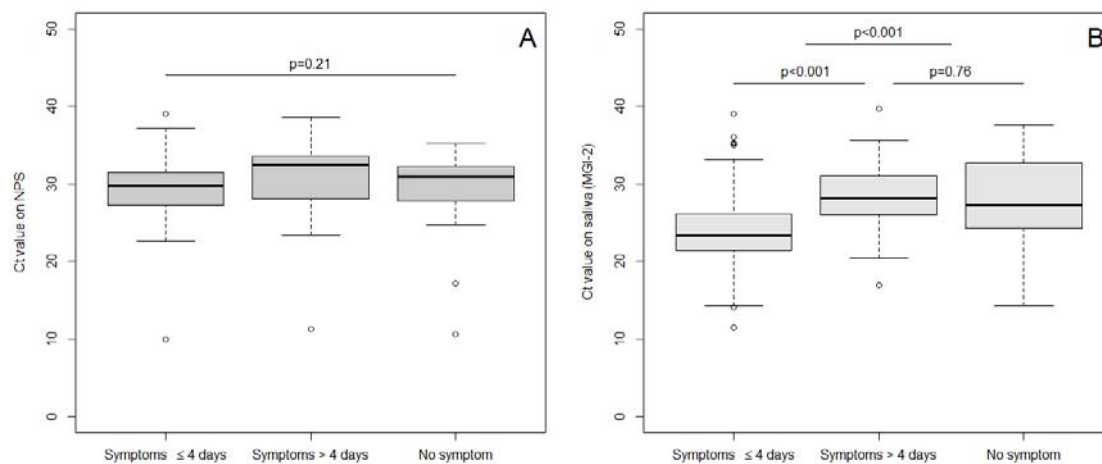 A
p=0.21
Ct value on NPS
50
40
30
20
10
0
Symptoms ≤ 4 days
Symptoms > 4 days
No symptom
B
p<0.001
p<0.001
p=0.76
Ct value on saliva (MGI-2)
50
40
30
20
10
0
Symptoms ≤ 4 days
Symptoms > 4 days
No symptom